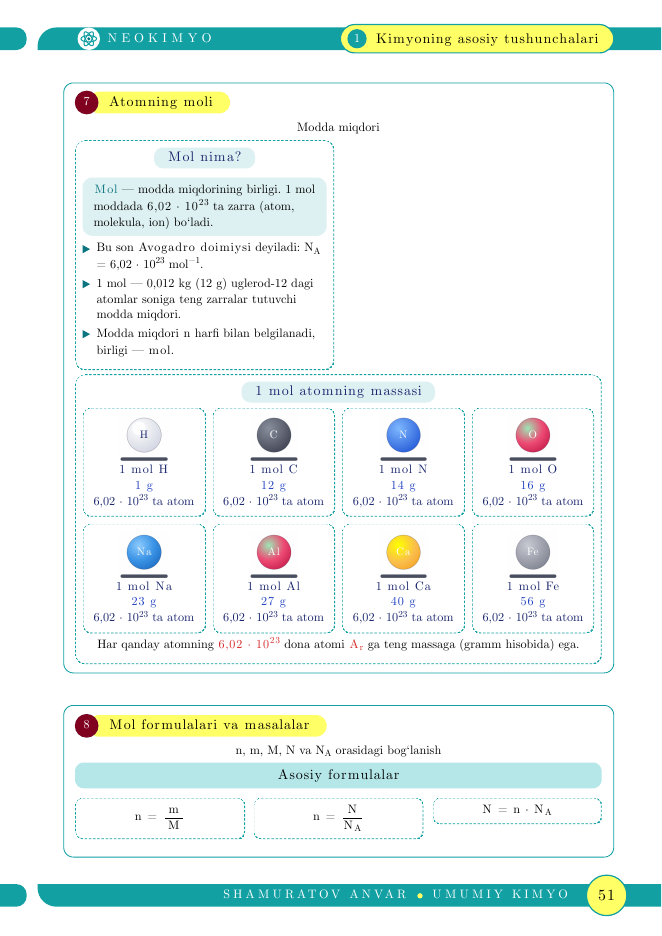 NEOKIMYO
1 Kimyoning asosiy tushunchalari
7 Atomning moli
Modda miqdori
Mol nima?
Mol — modda miqdorining birligi. 1 mol
moddada 6,02 · 10²³ ta zarra (atom,
molekula, ion) bo‘ladi.
▶ Bu son Avogadro doimiysi deyiladi: N_A
= 6,02 · 10²³ mol⁻¹.
▶ 1 mol — 0,012 kg (12 g) uglerod-12 dagi
atomlar soniga teng zarralar tutuvchi
modda miqdori.
▶ Modda miqdori n harfi bilan belgilanadi,
birligi — mol.
1 mol atomning massasi
H C N O
1 mol H 1 mol C 1 mol N 1 mol O
1 g 12 g 14 g 16 g
6,02 · 10²³ ta atom 6,02 · 10²³ ta atom 6,02 · 10²³ ta atom 6,02 · 10²³ ta atom
Na Al Ca Fe
1 mol Na 1 mol Al 1 mol Ca 1 mol Fe
23 g 27 g 40 g 56 g
6,02 · 10²³ ta atom 6,02 · 10²³ ta atom 6,02 · 10²³ ta atom 6,02 · 10²³ ta atom
Har qanday atomning 6,02 · 10²³ dona atomi A_r ga teng massaga (gramm hisobida) ega.
8 Mol formulalari va masalalar
n, m, M, N va N_A orasidagi bog‘lanish
Asosiy formulalar
n = m/M n = N/N_A N = n · N_A
SHAMURATOV ANVAR • UMUMIY KIMYO 51